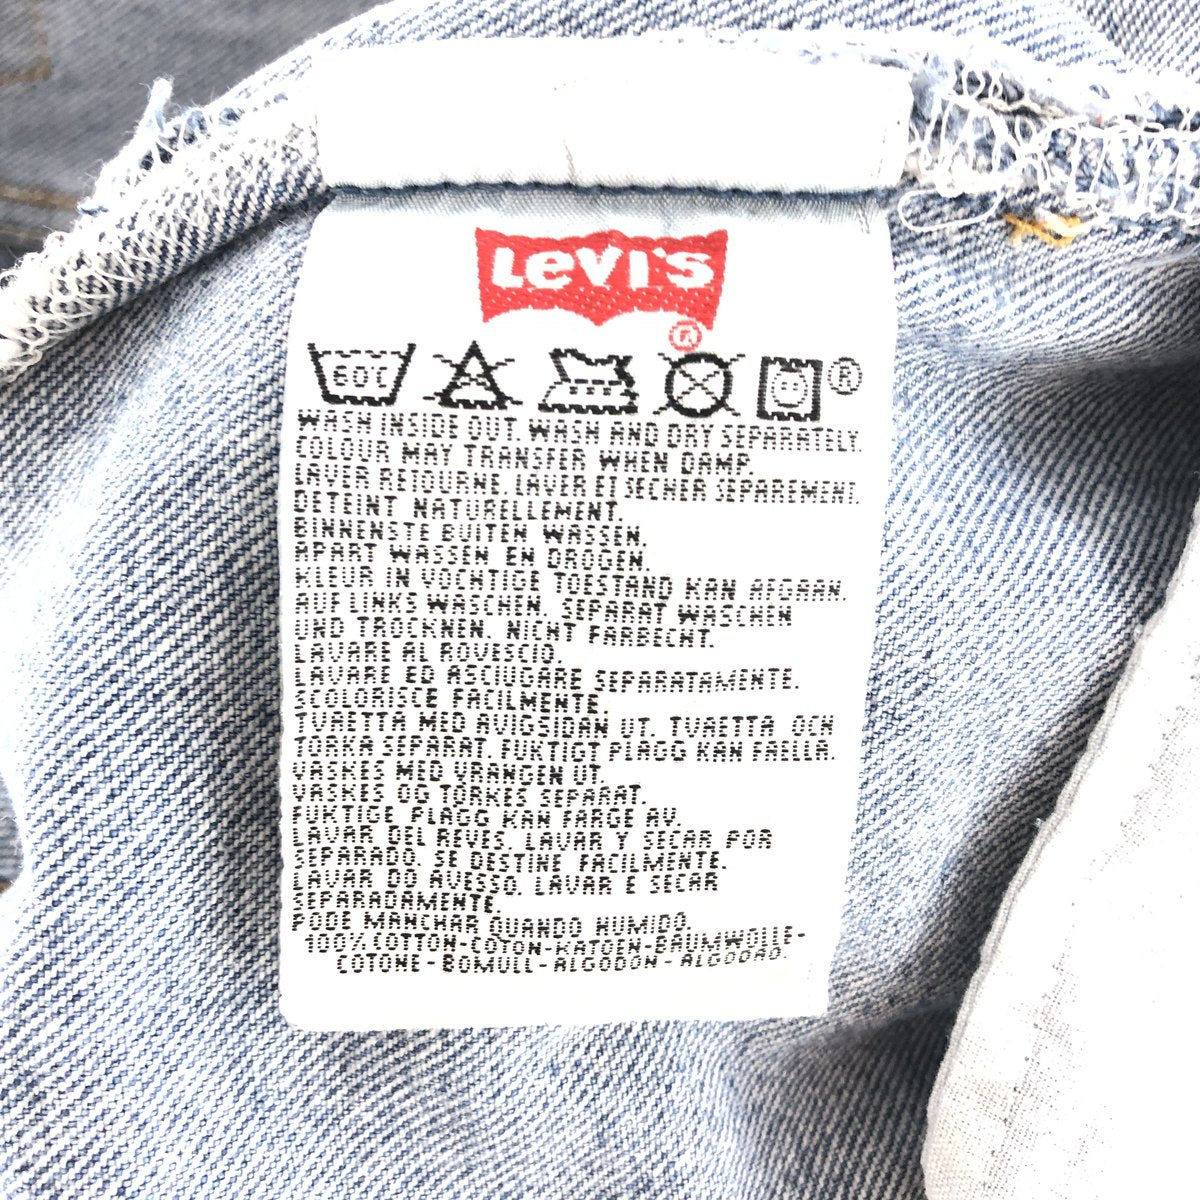 Levi's
®
60°C
®
WASH INSIDE OUT. WASH AND DRY SEPARATELY.
COLOUR MAY TRANSFER WHEN DAMP.
LAVER RETOURNE. LAVER ET SECHER SEPAREMENT.
DETEINT NATURELLEMENT.
BINNENSTE BUITEN WASSEN.
APART WASSEN EN DROGEN.
KLEUR IN VOCHTIGE TOESTAND KAN AFGAAN.
AUF LINKS WASCHEN. SEPARAT WASCHEN
UND TROCKNEN. NICHT FARBECHT.
LAVARE AL ROVESCIO.
LAVARE ED ASCIUGARE SEPARATAMENTE.
SCOLORISCE FACILMENTE.
TVAETTA MED AVIGSIDAN UT. TVAETTA OCH
TORKA SEPARAT. FUKTIGT PLAGG KAN FAELLA.
VASKES MED VRANGEN UT.
VASKES OG TORKES SEPARAT.
FUKTIGE PLAGG KAN FARGE AV.
LAVAR DEL REVES. LAVAR Y SECAR POR
SEPARADO. SE DESTINE FACILMENTE.
LAVAR DO AVESSO. LAVAR E SECAR
SEPARADAMENTE.
PODE MANCHAR QUANDO HUMIDO.
100% COTTON-COTON-KATOEN-BAUMWOLLE-
COTONE-BOMULL-ALGODON-ALGODAO.